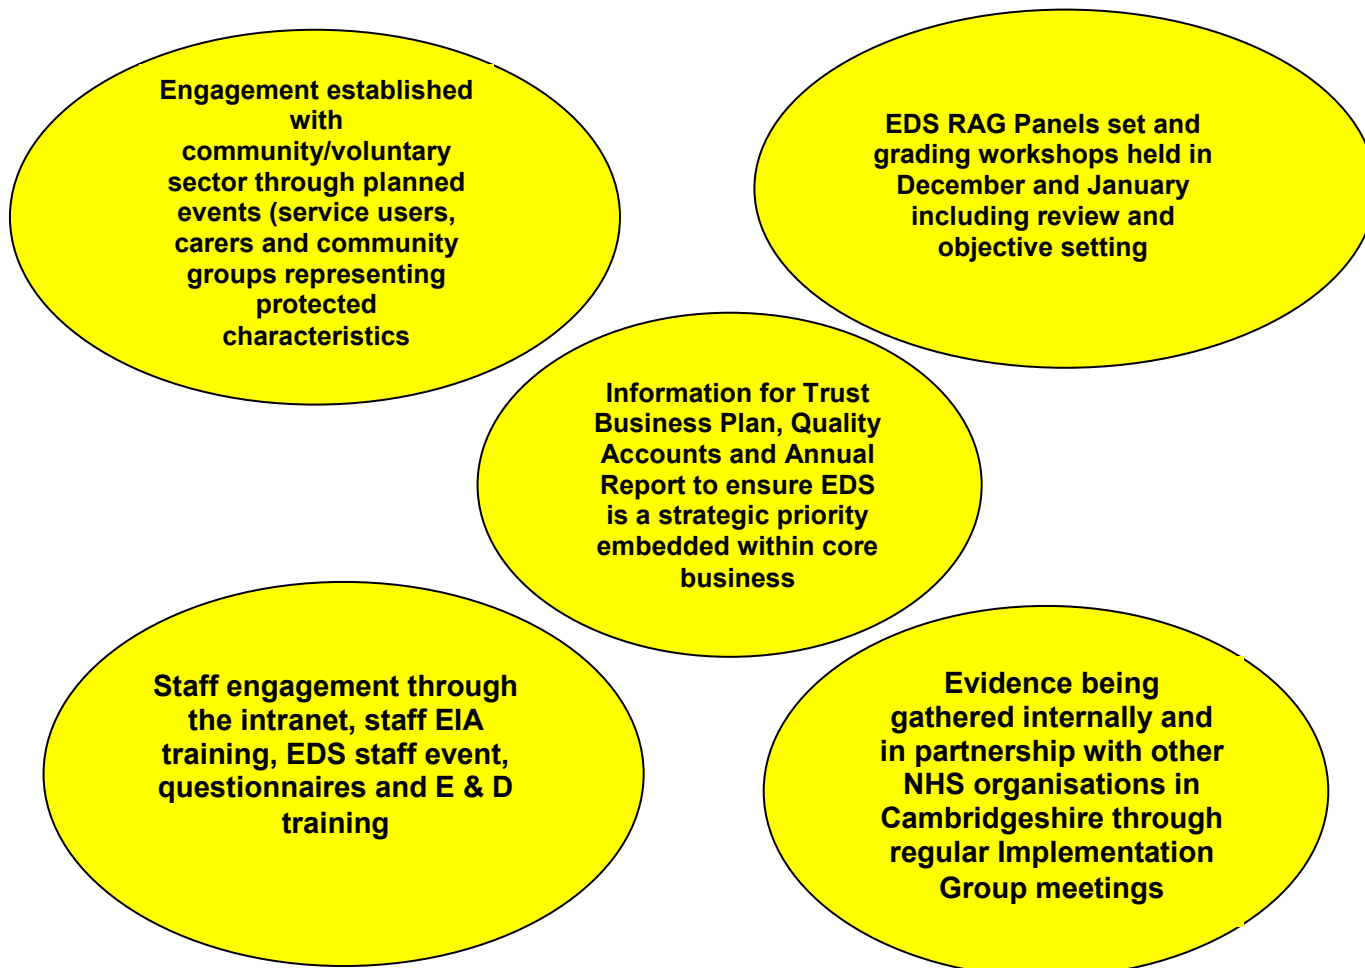 Engagement established
with
community/voluntary
sector through planned
events (service users,
carers and community
groups representing
protected
characteristics
EDS RAG Panels set and
grading workshops held in
December and January
including review and
objective setting
Information for Trust
Business Plan, Quality
Accounts and Annual
Report to ensure EDS
is a strategic priority
embedded within core
business
Staff engagement through
the intranet, staff EIA
training, EDS staff event,
questionnaires and E & D
training
Evidence being
gathered internally and
in partnership with other
NHS organisations in
Cambridgeshire through
regular Implementation
Group meetings